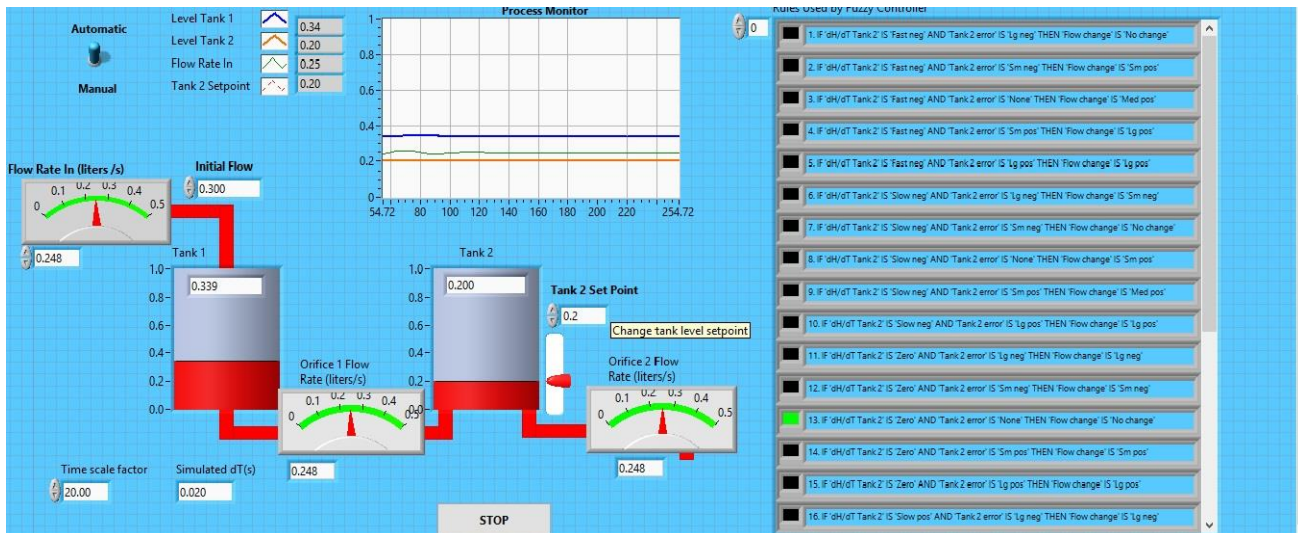 Automatic
Manual
Level Tank 1
0.34
Level Tank 2
0.20
Flow Rate In
0.25
Tank 2 Setpoint
0.20
Process Monitor
1
0.8
0.6
0.4
0.2
0
54.72 80 100 120 140 160 180 200 220 254.72
Flow Rate In (liters /s)
0 0.1 0.2 0.3 0.4 0.5
0.248
Initial Flow
0.300
Tank 1
1.0
0.8
0.6
0.4
0.2
0.0
0.339
Orifice 1 Flow
Rate (liters/s)
0 0.1 0.2 0.3 0.4 0.5
0.248
Tank 2
1.0
0.8
0.6
0.4
0.2
0.0
0.200
Tank 2 Set Point
0.2
Change tank level setpoint
Orifice 2 Flow
Rate (liters/s)
0 0.1 0.2 0.3 0.4 0.5
0.248
Time scale factor
20.00
Simulated dT(s)
0.020
STOP
Rules Used by Fuzzy Controller
0
1. IF 'dH/dT Tank 2' IS 'Fast neg' AND 'Tank 2 error' IS 'Lg neg' THEN 'Flow change' IS 'No change'
2. IF 'dH/dT Tank 2' IS 'Fast neg' AND 'Tank 2 error' IS 'Sm neg' THEN 'Flow change' IS 'Sm pos'
3. IF 'dH/dT Tank 2' IS 'Fast neg' AND 'Tank 2 error' IS 'None' THEN 'Flow change' IS 'Med pos'
4. IF 'dH/dT Tank 2' IS 'Fast neg' AND 'Tank 2 error' IS 'Sm pos' THEN 'Flow change' IS 'Lg pos'
5. IF 'dH/dT Tank 2' IS 'Fast neg' AND 'Tank 2 error' IS 'Lg pos' THEN 'Flow change' IS 'Lg pos'
6. IF 'dH/dT Tank 2' IS 'Slow neg' AND 'Tank 2 error' IS 'Lg neg' THEN 'Flow change' IS 'Sm neg'
7. IF 'dH/dT Tank 2' IS 'Slow neg' AND 'Tank 2 error' IS 'Sm neg' THEN 'Flow change' IS 'No change'
8. IF 'dH/dT Tank 2' IS 'Slow neg' AND 'Tank 2 error' IS 'None' THEN 'Flow change' IS 'Sm pos'
9. IF 'dH/dT Tank 2' IS 'Slow neg' AND 'Tank 2 error' IS 'Sm pos' THEN 'Flow change' IS 'Med pos'
10. IF 'dH/dT Tank 2' IS 'Slow neg' AND 'Tank 2 error' IS 'Lg pos' THEN 'Flow change' IS 'Lg pos'
11. IF 'dH/dT Tank 2' IS 'Zero' AND 'Tank 2 error' IS 'Lg neg' THEN 'Flow change' IS 'Lg neg'
12. IF 'dH/dT Tank 2' IS 'Zero' AND 'Tank 2 error' IS 'Sm neg' THEN 'Flow change' IS 'Sm neg'
13. IF 'dH/dT Tank 2' IS 'Zero' AND 'Tank 2 error' IS 'None' THEN 'Flow change' IS 'No change'
14. IF 'dH/dT Tank 2' IS 'Zero' AND 'Tank 2 error' IS 'Sm pos' THEN 'Flow change' IS 'Sm pos'
15. IF 'dH/dT Tank 2' IS 'Zero' AND 'Tank 2 error' IS 'Lg pos' THEN 'Flow change' IS 'Lg pos'
16. IF 'dH/dT Tank 2' IS 'Slow pos' AND 'Tank 2 error' IS 'Lg neg' THEN 'Flow change' IS 'Lg neg'